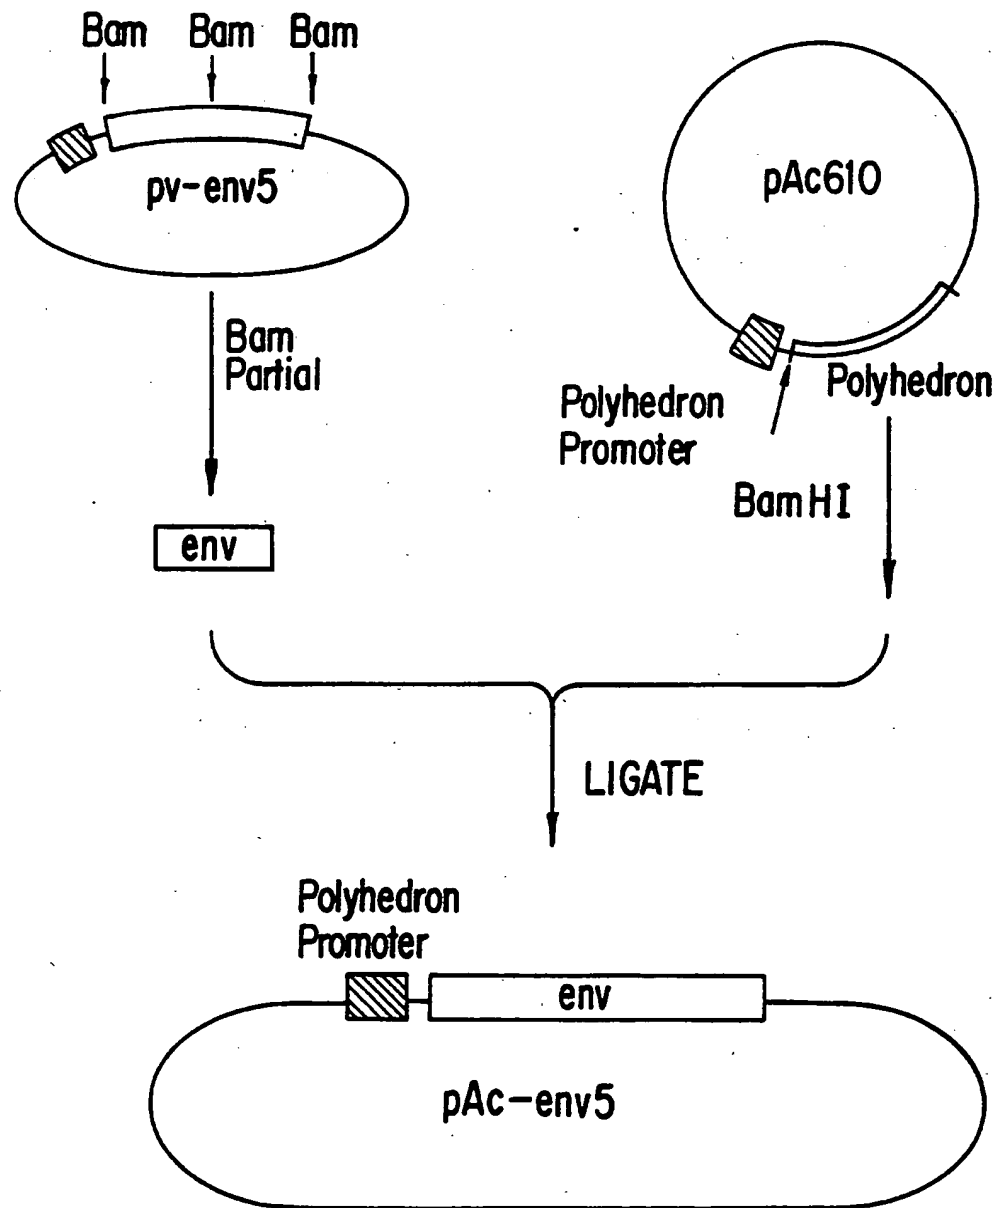 Bam Bam Bam
pv-env5
pAc610
Bam
Partial
Polyhedron
Promoter
Polyhedron
BamHI
env
LIGATE
Polyhedron
Promoter
env
pAc-env5